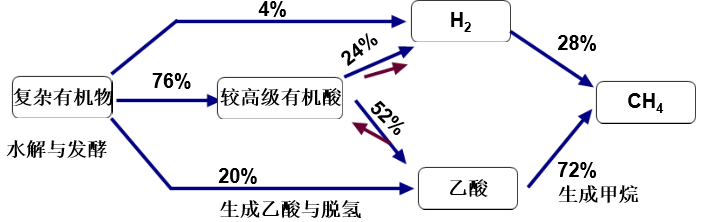 4%
H₂
24%
28%
复杂有机物
76%
较高级有机酸
CH₄
52%
水解与发酵
20%
72%
乙酸
生成乙酸与脱氢
生成甲烷